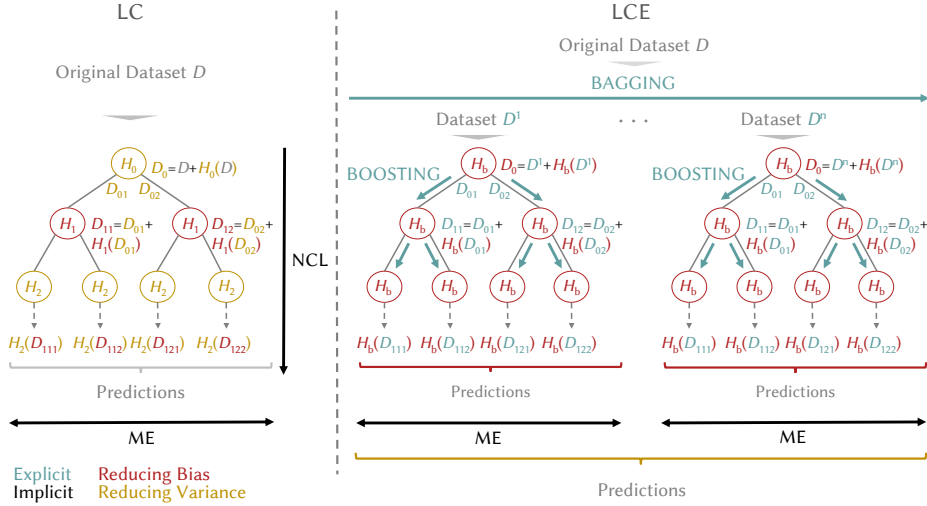 LC
LCE
Original Dataset D
Original Dataset D
BAGGING
Dataset D¹
. . .
Dataset Dⁿ
H₀ D₀=D+H₀(D)
D₀₁ D₀₂
H₁ D₁₁=D₀₁+
H₁(D₀₁)
H₁ D₁₂=D₀₂+
H₁(D₀₂)
H₂ H₂ H₂ H₂
H₂(D₁₁₁) H₂(D₁₁₂) H₂(D₁₂₁) H₂(D₁₂₂)
Predictions
ME
NCL
BOOSTING
H_b D₀=D¹+H_b(D¹)
D₀₁ D₀₂
H_b D₁₁=D₀₁+
H_b(D₀₁)
H_b D₁₂=D₀₂+
H_b(D₀₂)
H_b H_b H_b H_b
H_b(D₁₁₁) H_b(D₁₁₂) H_b(D₁₂₁) H_b(D₁₂₂)
Predictions
ME
BOOSTING
H_b D₀=Dⁿ+H_b(Dⁿ)
D₀₁ D₀₂
H_b D₁₁=D₀₁+
H_b(D₀₁)
H_b D₁₂=D₀₂+
H_b(D₀₂)
H_b H_b H_b H_b
H_b(D₁₁₁) H_b(D₁₁₂) H_b(D₁₂₁) H_b(D₁₂₂)
Predictions
ME
Predictions
Explicit Reducing Bias
Implicit Reducing Variance